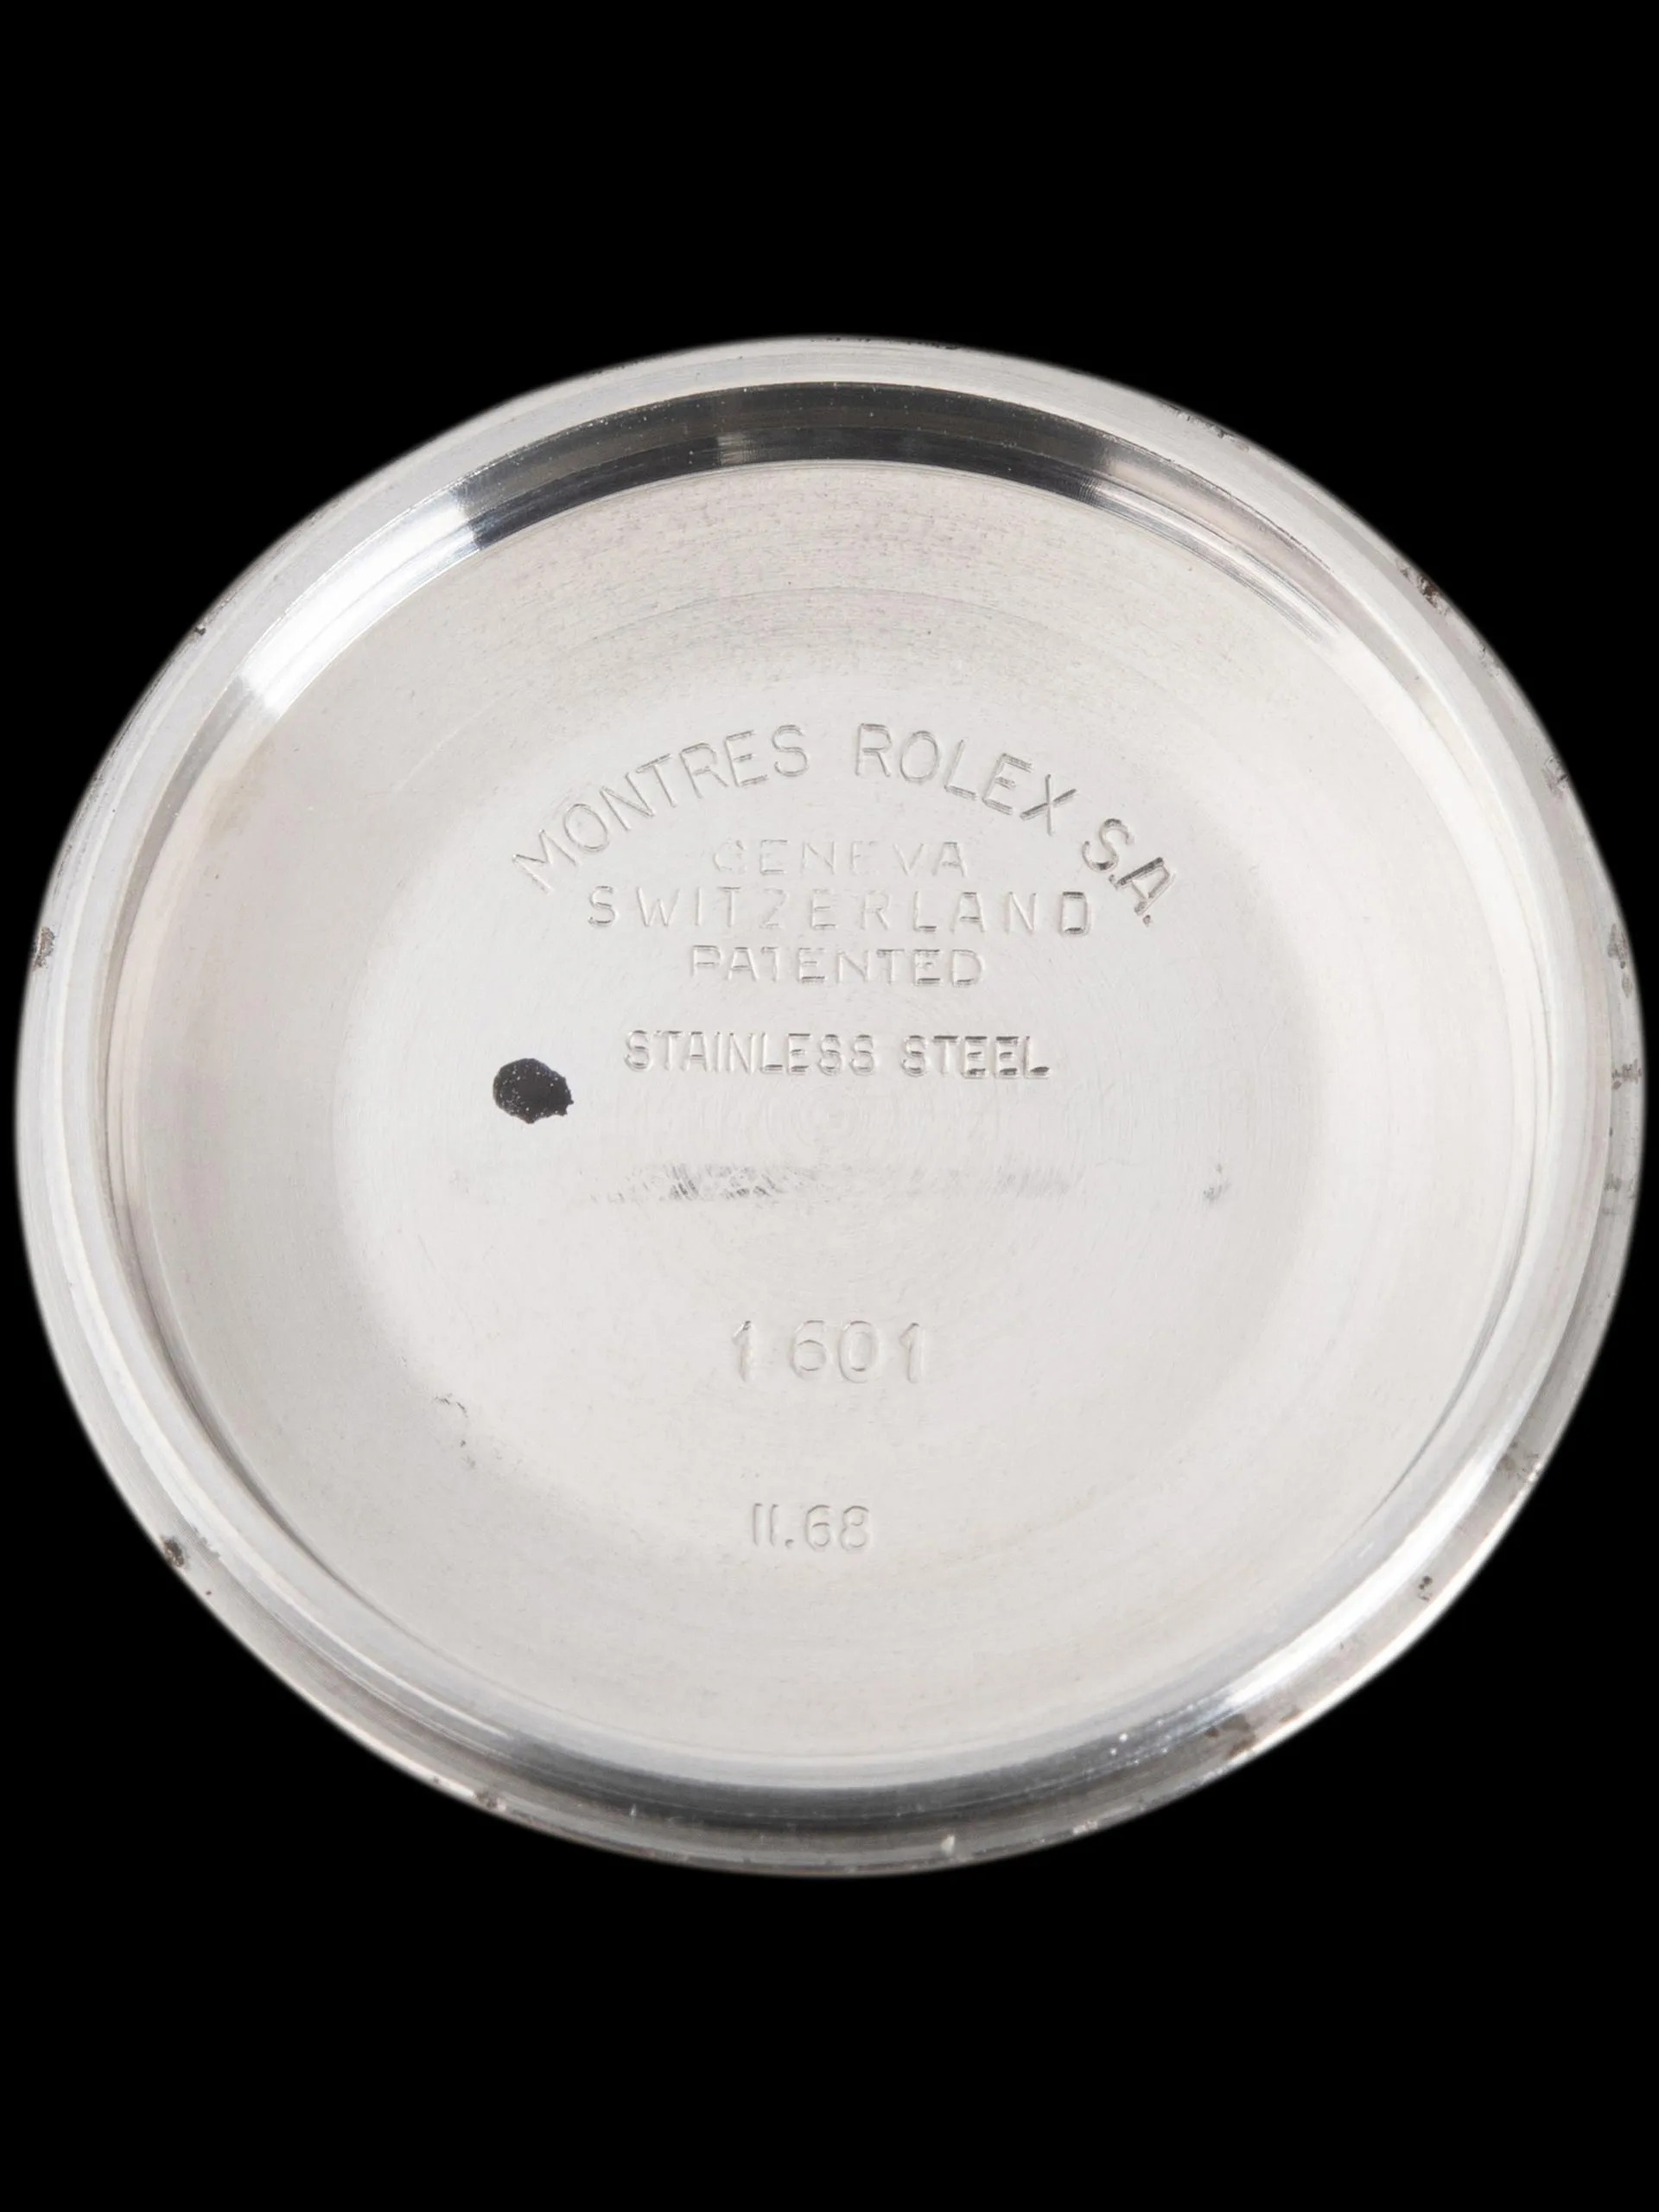 MONTRES ROLEX S.A.
GENEVA
SWITZERLAND
PATENTED
STAINLESS STEEL
1601
II.68